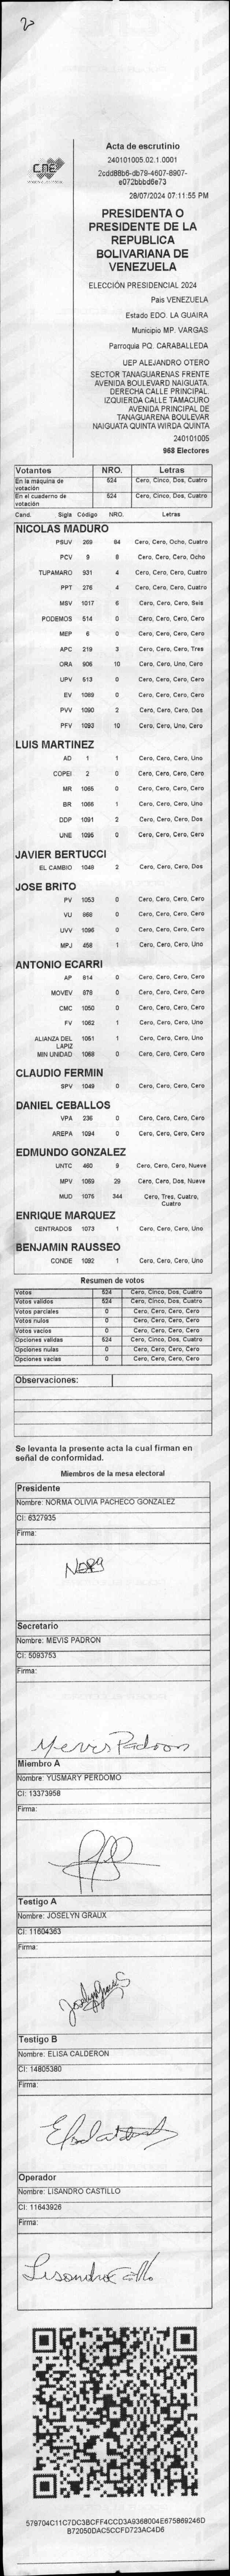 20
CNE
Acta de escrutinio
240101005.02.1.0001
2cdd88b6-db79-4607-8907-
e072bbbd6e73
28/07/2024 07:11:55 PM
PRESIDENTA O
PRESIDENTE DE LA
REPUBLICA
BOLIVARIANA DE
VENEZUELA
ELECCIÓN PRESIDENCIAL 2024
Pais VENEZUELA
Estado EDO. LA GUAIRA
Municipio MP. VARGAS
Parroquia PQ. CARABALLEDA
UEP ALEJANDRO OTERO
SECTOR TANAGUARENAS FRENTE
AVENIDA BOULEVARD NAIGUATA.
DERECHA CALLE PRINCIPAL.
IZQUIERDA CALLE TAMACURO
AVENIDA PRINCIPAL DE
TANAGUARENA BOULEVAR
NAIGUATA QUINTA WIRDA QUINTA
240101005
968 Electores
Votantes NRO. Letras
En la máquina de votación 524 Cero, Cinco, Dos, Cuatro
En el cuaderno de votación 524 Cero, Cinco, Dos, Cuatro
Cand. Sigla Código NRO. Letras
NICOLAS MADURO
PSUV 269 84 Cero, Cero, Ocho, Cuatro
PCV 9 8 Cero, Cero, Cero, Ocho
TUPAMARO 931 4 Cero, Cero, Cero, Cuatro
PPT 276 4 Cero, Cero, Cero, Cuatro
MSV 1017 6 Cero, Cero, Cero, Seis
PODEMOS 514 0 Cero, Cero, Cero, Cero
MEP 6 0 Cero, Cero, Cero, Cero
APC 219 3 Cero, Cero, Cero, Tres
ORA 906 10 Cero, Cero, Uno, Cero
UPV 513 0 Cero, Cero, Cero, Cero
EV 1089 0 Cero, Cero, Cero, Cero
PVV 1090 2 Cero, Cero, Cero, Dos
PFV 1093 10 Cero, Cero, Uno, Cero
LUIS MARTINEZ
AD 1 1 Cero, Cero, Cero, Uno
COPEI 2 0 Cero, Cero, Cero, Cero
MR 1065 0 Cero, Cero, Cero, Cero
BR 1086 1 Cero, Cero, Cero, Uno
DDP 1091 2 Cero, Cero, Cero, Dos
UNE 1095 0 Cero, Cero, Cero, Cero
JAVIER BERTUCCI
EL CAMBIO 1048 2 Cero, Cero, Cero, Dos
JOSE BRITO
PV 1053 0 Cero, Cero, Cero, Cero
VU 868 0 Cero, Cero, Cero, Cero
UVV 1096 0 Cero, Cero, Cero, Cero
MPJ 458 1 Cero, Cero, Cero, Uno
ANTONIO ECARRI
AP 814 0 Cero, Cero, Cero, Cero
MOVEV 878 0 Cero, Cero, Cero, Cero
CMC 1050 0 Cero, Cero, Cero, Cero
FV 1062 1 Cero, Cero, Cero, Uno
ALIANZA DEL LAPIZ 1051 1 Cero, Cero, Cero, Uno
MIN UNIDAD 1088 0 Cero, Cero, Cero, Cero
CLAUDIO FERMIN
SPV 1049 0 Cero, Cero, Cero, Cero
DANIEL CEBALLOS
VPA 236 0 Cero, Cero, Cero, Cero
AREPA 1094 0 Cero, Cero, Cero, Cero
EDMUNDO GONZALEZ
UNTC 460 9 Cero, Cero, Cero, Nueve
MPV 1069 29 Cero, Cero, Dos, Nueve
MUD 1076 344 Cero, Tres, Cuatro, Cuatro
ENRIQUE MARQUEZ
CENTRADOS 1073 1 Cero, Cero, Cero, Uno
BENJAMIN RAUSSEO
CONDE 1092 1 Cero, Cero, Cero, Uno
Resumen de votos
Votos 524 Cero, Cinco, Dos, Cuatro
Votos validos 524 Cero, Cinco, Dos, Cuatro
Votos parciales 0 Cero, Cero, Cero, Cero
Votos nulos 0 Cero, Cero, Cero, Cero
Votos vacios 0 Cero, Cero, Cero, Cero
Opciones validas 524 Cero, Cinco, Dos, Cuatro
Opciones nulas 0 Cero, Cero, Cero, Cero
Opciones vacias 0 Cero, Cero, Cero, Cero
Observaciones:
Se levanta la presente acta la cual firman en
señal de conformidad.
Miembros de la mesa electoral
Presidente
Nombre: NORMA OLIVIA PACHECO GONZALEZ
CI: 6327935
Firma:
Secretario
Nombre: MEVIS PADRON
CI: 5093753
Firma:
Mevis Padron
Miembro A
Nombre: YUSMARY PERDOMO
CI: 13373958
Firma:
Testigo A
Nombre: JOSELYN GRAUX
CI: 11604363
Firma:
Testigo B
Nombre: ELISA CALDERON
CI: 14805380
Firma:
Operador
Nombre: LISANDRO CASTILLO
CI: 11643926
Firma:
579704C11C7DC3BCFF4CCD3A9368004E675869246D
B72050DAC5CCFD723AC4D6